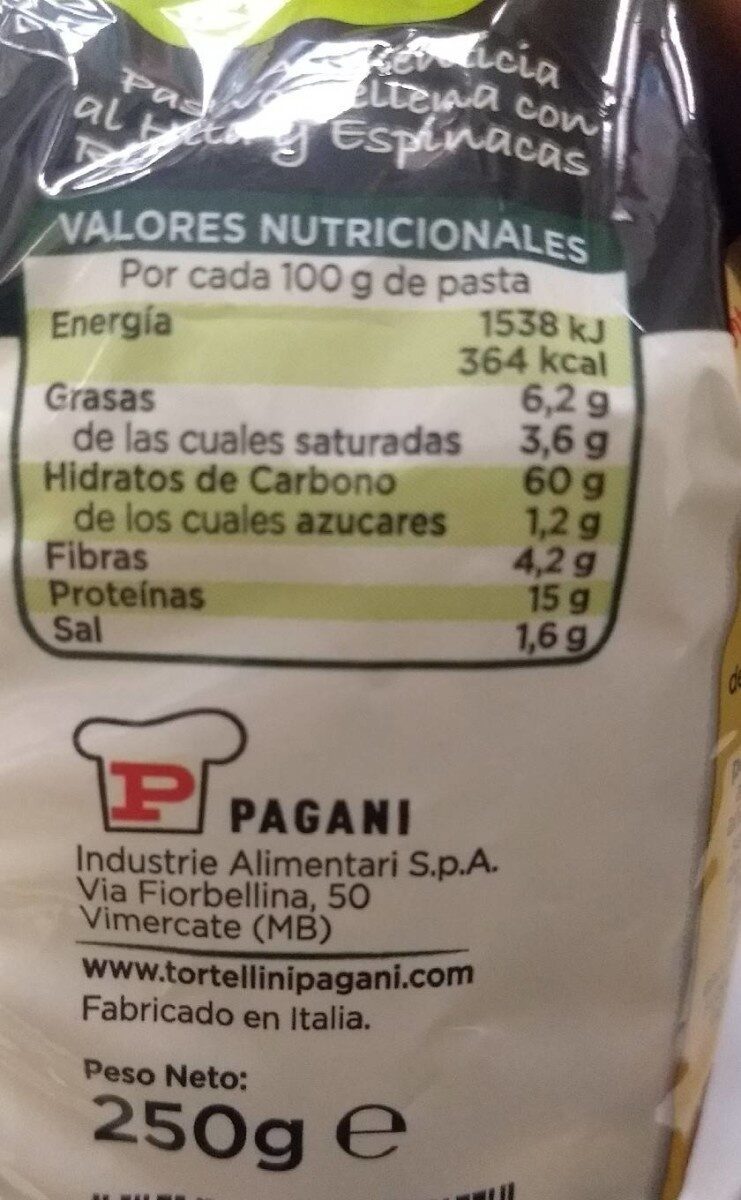 con
al y Espinacas
VALORES NUTRICIONALES
Por cada 100 g de pasta
Energía 1538 kJ
364 kcal
Grasas 6,2 g
de las cuales saturadas 3,6 g
Hidratos de Carbono 60 g
de los cuales azucares 1,2 g
Fibras 4,2 g
Proteínas 15 g
Sal 1,6 g
P PAGANI
Industrie Alimentari S.p.A.
Via Fiorbellina, 50
Vimercate (MB)
www.tortellinipagani.com
Fabricado en Italia.
Peso Neto:
250g e